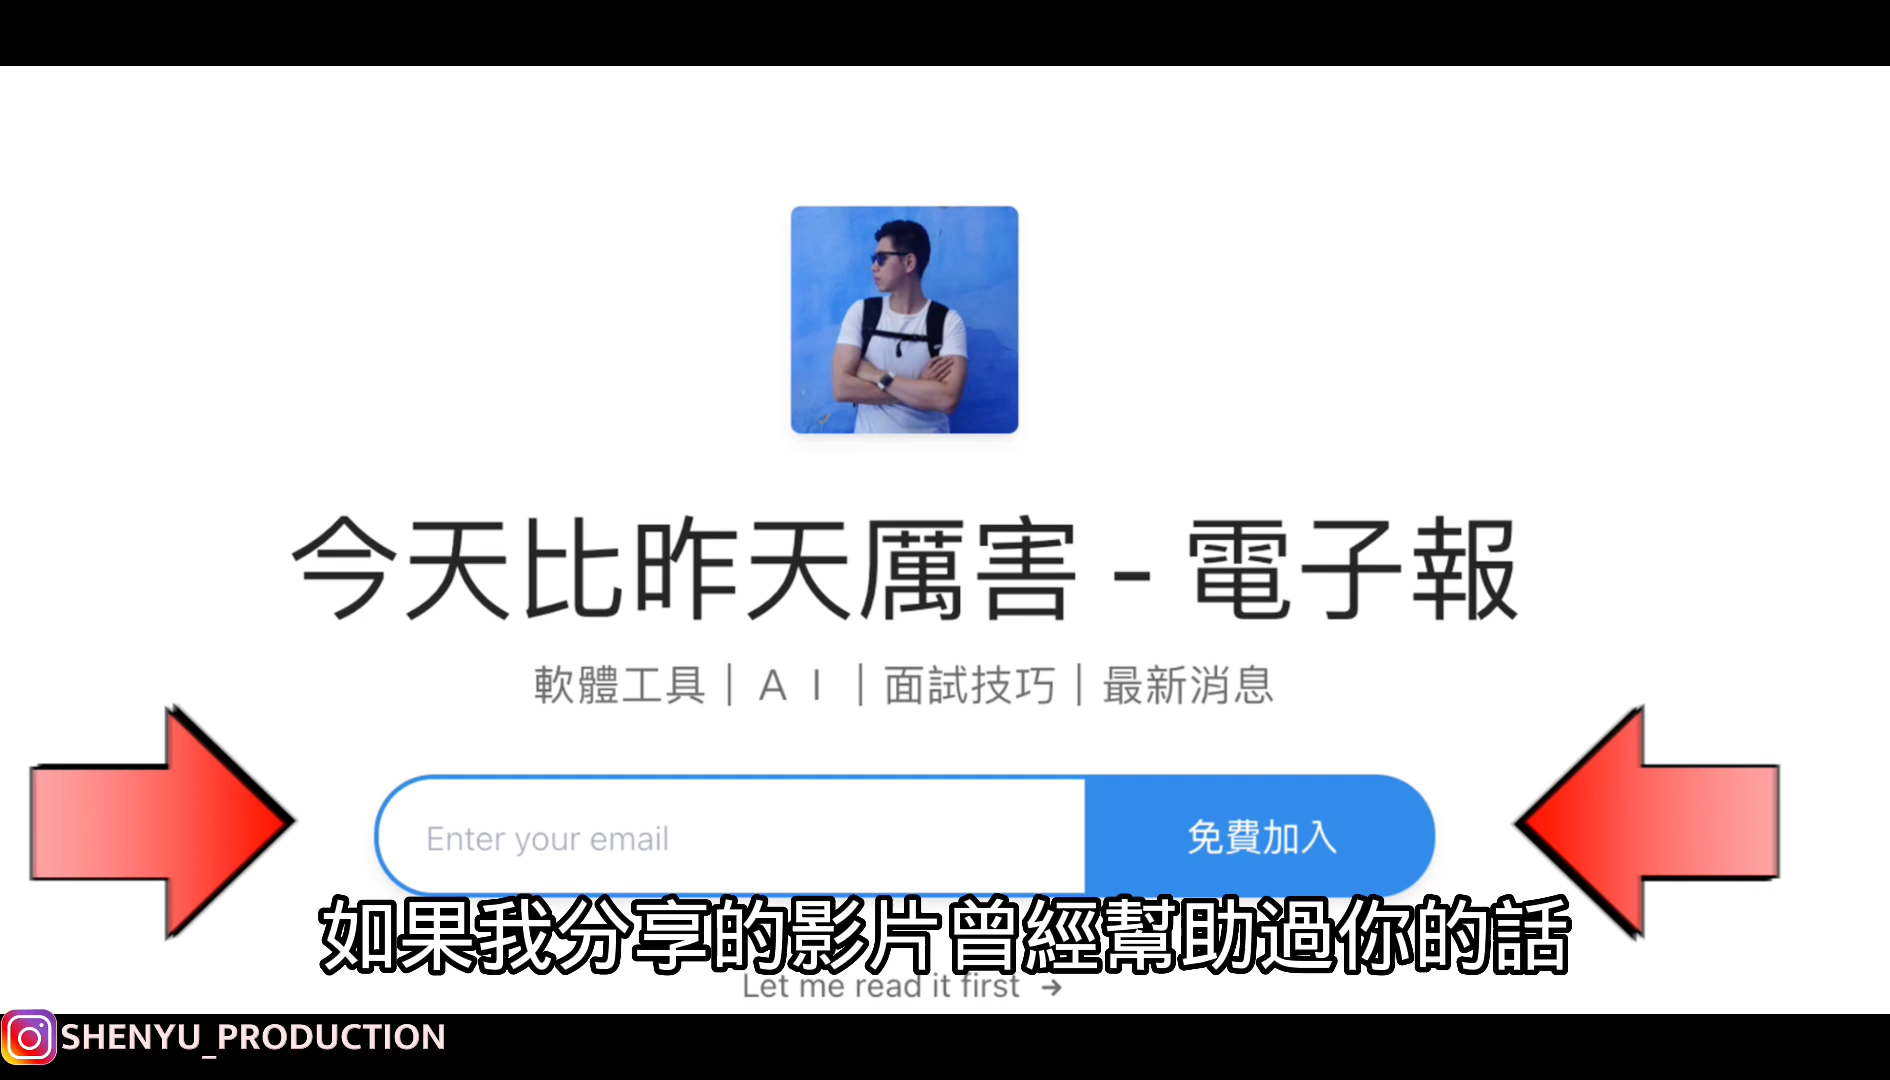 今天比昨天厲害 - 電子報
軟體工具｜ＡＩ｜面試技巧｜最新消息
Enter your email
免費加入
如果我分享的影片曾經幫助過你的話
Let me read it first →
SHENYU_PRODUCTION